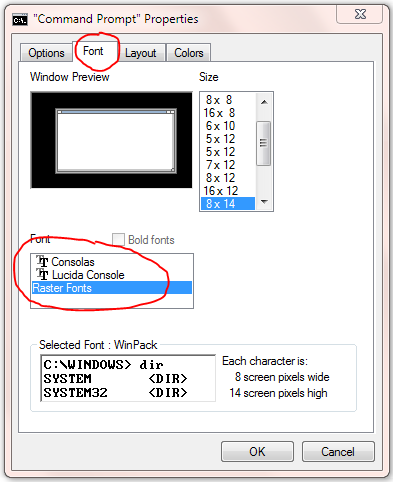 "Command Prompt" Properties
Options Font Layout Colors
Window Preview
Size
8 x 8
16 x 8
6 x 10
5 x 12
7 x 12
8 x 12
16 x 12
8 x 14
Font
Bold fonts
Consolas
Lucida Console
Raster Fonts
Selected Font : WinPack
C:\WINDOWS> dir
SYSTEM <DIR>
SYSTEM32 <DIR>
Each character is:
8 screen pixels wide
14 screen pixels high
OK Cancel